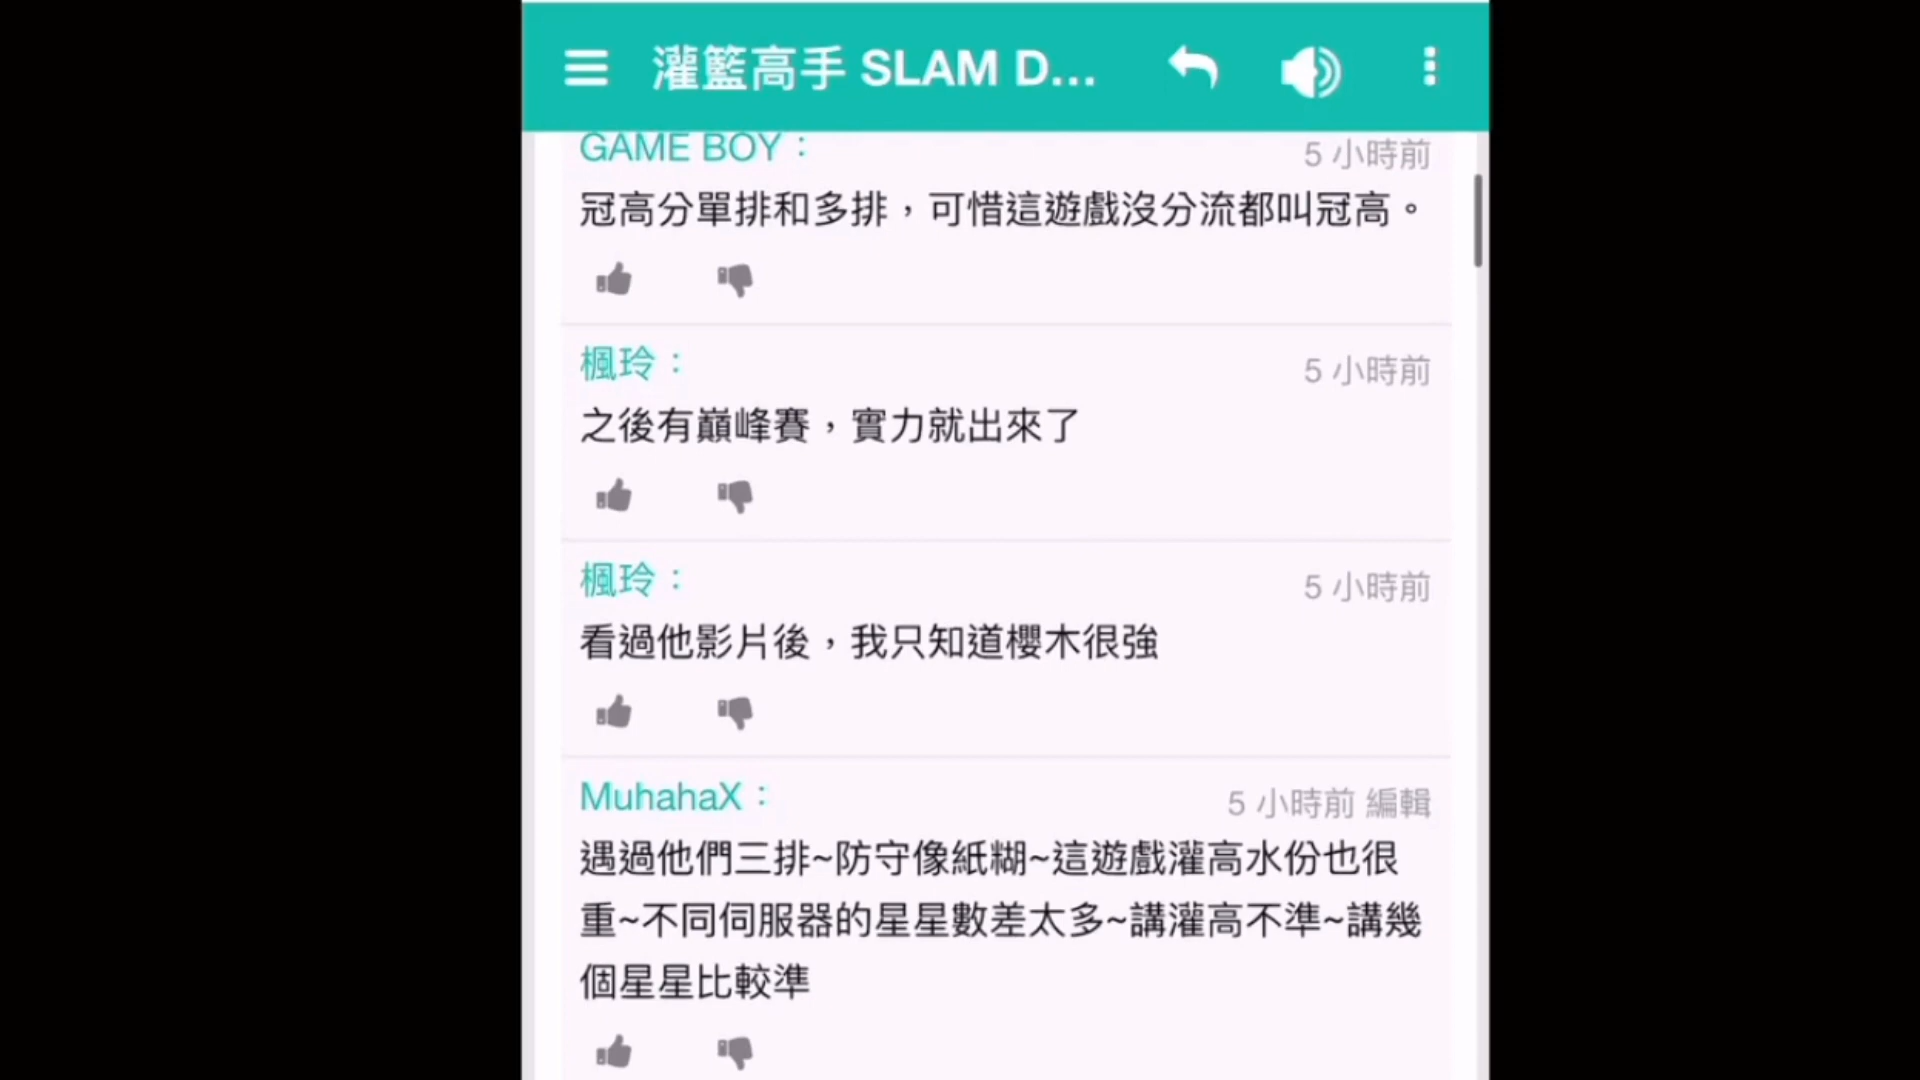 灌籃高手 SLAM D...
GAME BOY：
5 小時前
冠高分單排和多排，可惜這遊戲沒分流都叫冠高。
楓玲：
5 小時前
之後有巔峰賽，實力就出來了
楓玲：
5 小時前
看過他影片後，我只知道櫻木很強
MuhahaX：
5 小時前 編輯
遇過他們三排~防守像紙糊~這遊戲灌高水份也很
重~不同伺服器的星星數差太多~講灌高不準~講幾
個星星比較準